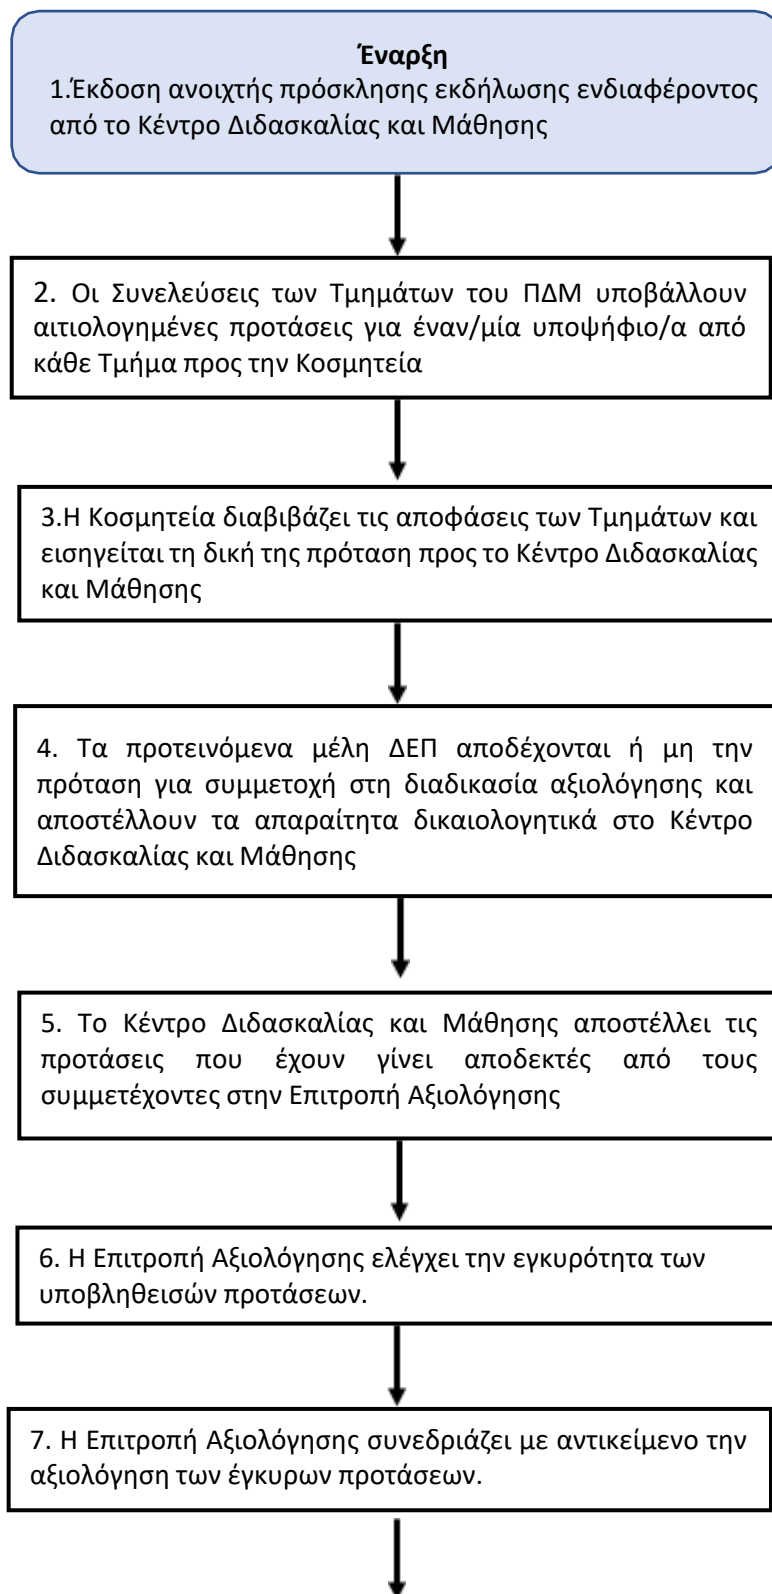 Έναρξη
1.Έκδοση ανοιχτής πρόσκλησης εκδήλωσης ενδιαφέροντος
από το Κέντρο Διδασκαλίας και Μάθησης
2. Οι Συνελεύσεις των Τμημάτων του ΠΔΜ υποβάλλουν
αιτιολογημένες προτάσεις για έναν/μία υποψήφιο/α από
κάθε Τμήμα προς την Κοσμητεία
3.Η Κοσμητεία διαβιβάζει τις αποφάσεις των Τμημάτων και
εισηγείται τη δική της πρόταση προς το Κέντρο Διδασκαλίας
και Μάθησης
4. Τα προτεινόμενα μέλη ΔΕΠ αποδέχονται ή μη την
πρόταση για συμμετοχή στη διαδικασία αξιολόγησης και
αποστέλλουν τα απαραίτητα δικαιολογητικά στο Κέντρο
Διδασκαλίας και Μάθησης
5. Το Κέντρο Διδασκαλίας και Μάθησης αποστέλλει τις
προτάσεις που έχουν γίνει αποδεκτές από τους
συμμετέχοντες στην Επιτροπή Αξιολόγησης
6. Η Επιτροπή Αξιολόγησης ελέγχει την εγκυρότητα των
υποβληθεισών προτάσεων.
7. Η Επιτροπή Αξιολόγησης συνεδριάζει με αντικείμενο την
αξιολόγηση των έγκυρων προτάσεων.